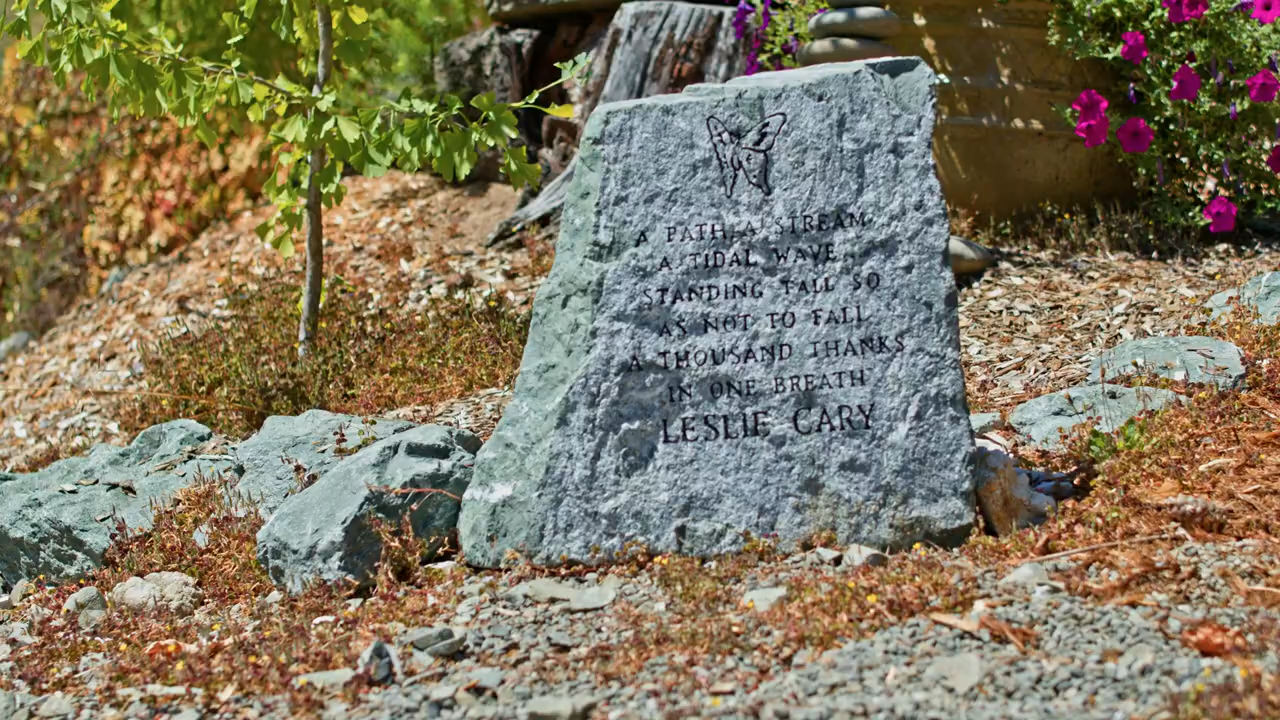 A PATH, A STREAM,
A TIDAL WAVE...
STANDING TALL SO
AS NOT TO FALL
A THOUSAND THANKS
IN ONE BREATH
LESLIE CARY